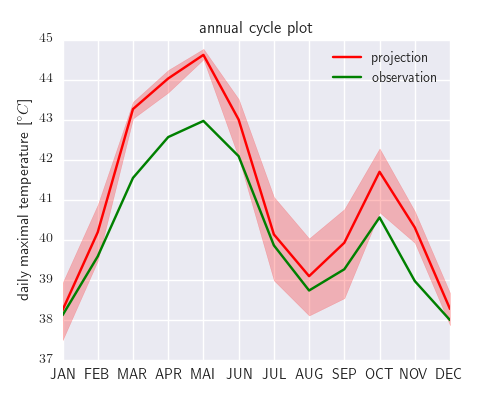 annual cycle plot
daily maximal temperature [°C]
45
44
43
42
41
40
39
38
37
projection
observation
JAN FEB MAR APR MAI JUN JUL AUG SEP OCT NOV DEC